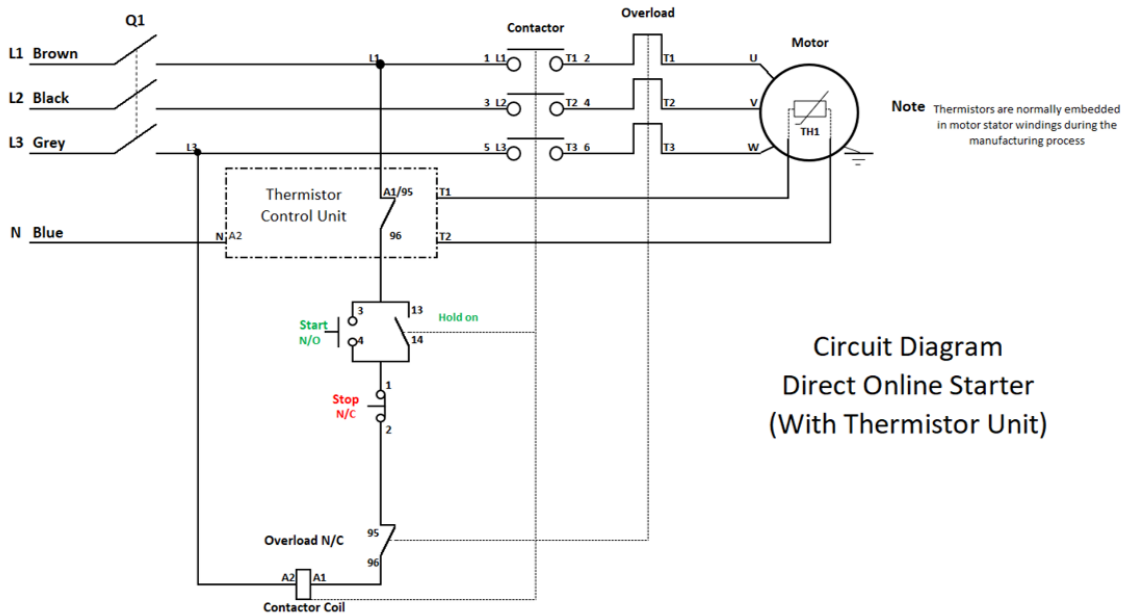 Q1
Contactor
Overload
Motor
L1 Brown
L1
1 L1
T1 2
T1
U
L2 Black
3 L2
T2 4
T2
V
L3 Grey
L3
5 L3
T3 6
T3
W
TH1
Note Thermistors are normally embedded
in motor stator windings during the
manufacturing process
Thermistor
Control Unit
A1/95
96
T1
T2
N Blue
N A2
Start
N/O
3
4
13
14
Hold on
Stop
N/C
1
2
Circuit Diagram
Direct Online Starter
(With Thermistor Unit)
Overload N/C
95
96
A2 A1
Contactor Coil